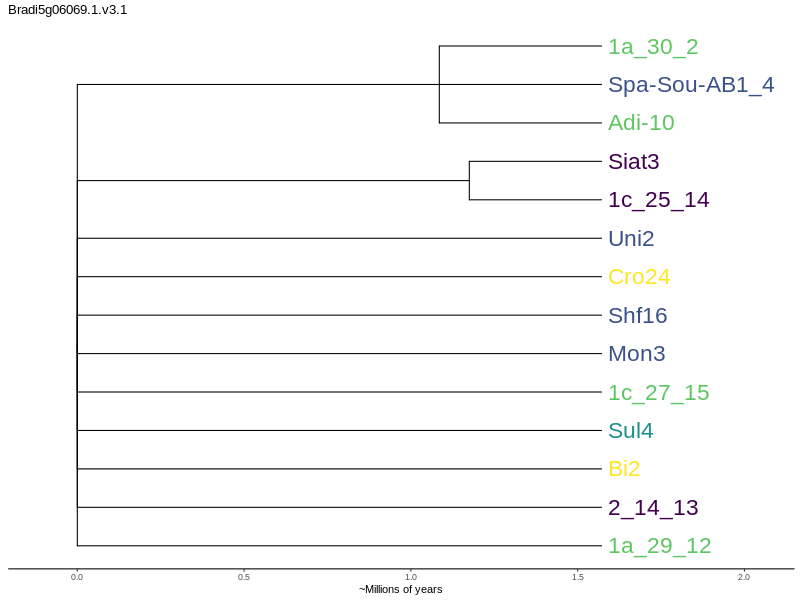 Bradi5g06069.1.v3.1
1a_30_2
Spa-Sou-AB1_4
Adi-10
Siat3
1c_25_14
Uni2
Cro24
Shf16
Mon3
1c_27_15
Sul4
Bi2
2_14_13
1a_29_12
0.0 0.5 1.0 1.5 2.0
~Millions of years